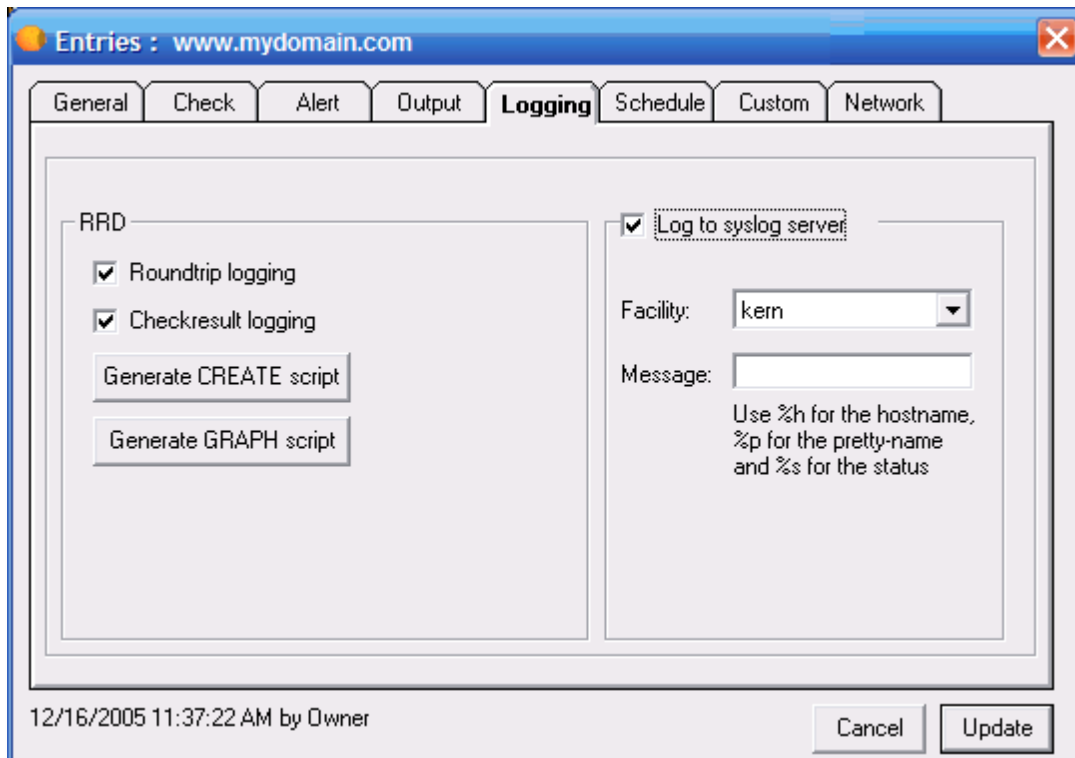 Entries : www.mydomain.com
General Check Alert Output Logging Schedule Custom Network
RRD
Roundtrip logging
Checkresult logging
Generate CREATE script
Generate GRAPH script
Log to syslog server
Facility: kern
Message:
Use %h for the hostname,
%p for the pretty-name
and %s for the status
12/16/2005 11:37:22 AM by Owner
Cancel Update